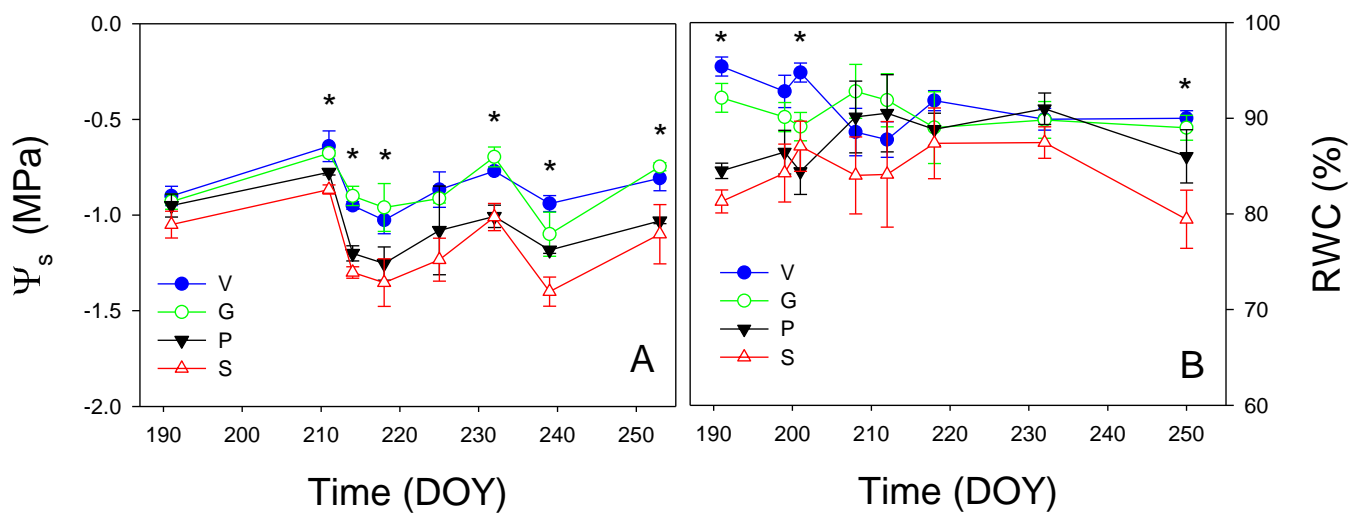 0.0
-0.5
-1.0
-1.5
-2.0
Ψs (MPa)
* * * * * *
V
G
P
S
A
190 200 210 220 230 240 250
Time (DOY)
* * *
V
G
P
S
B
100
90
80
70
60
RWC (%)
190 200 210 220 230 240 250
Time (DOY)